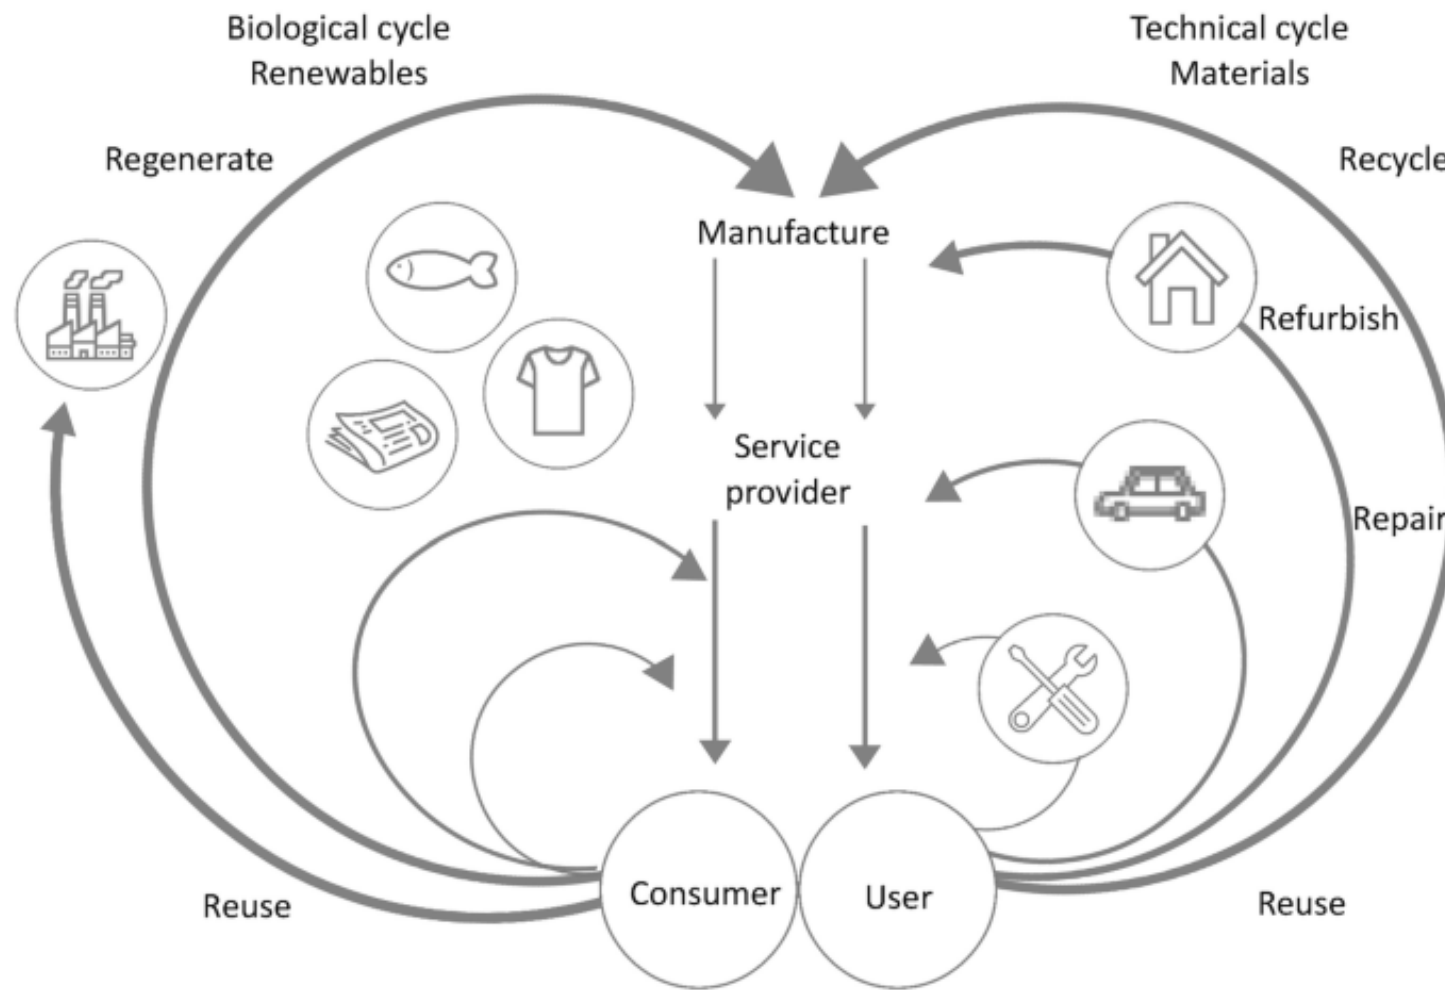 Biological cycle
Renewables
Technical cycle
Materials
Regenerate
Recycle
Manufacture
Refurbish
Service
provider
Repair
Consumer
User
Reuse
Reuse